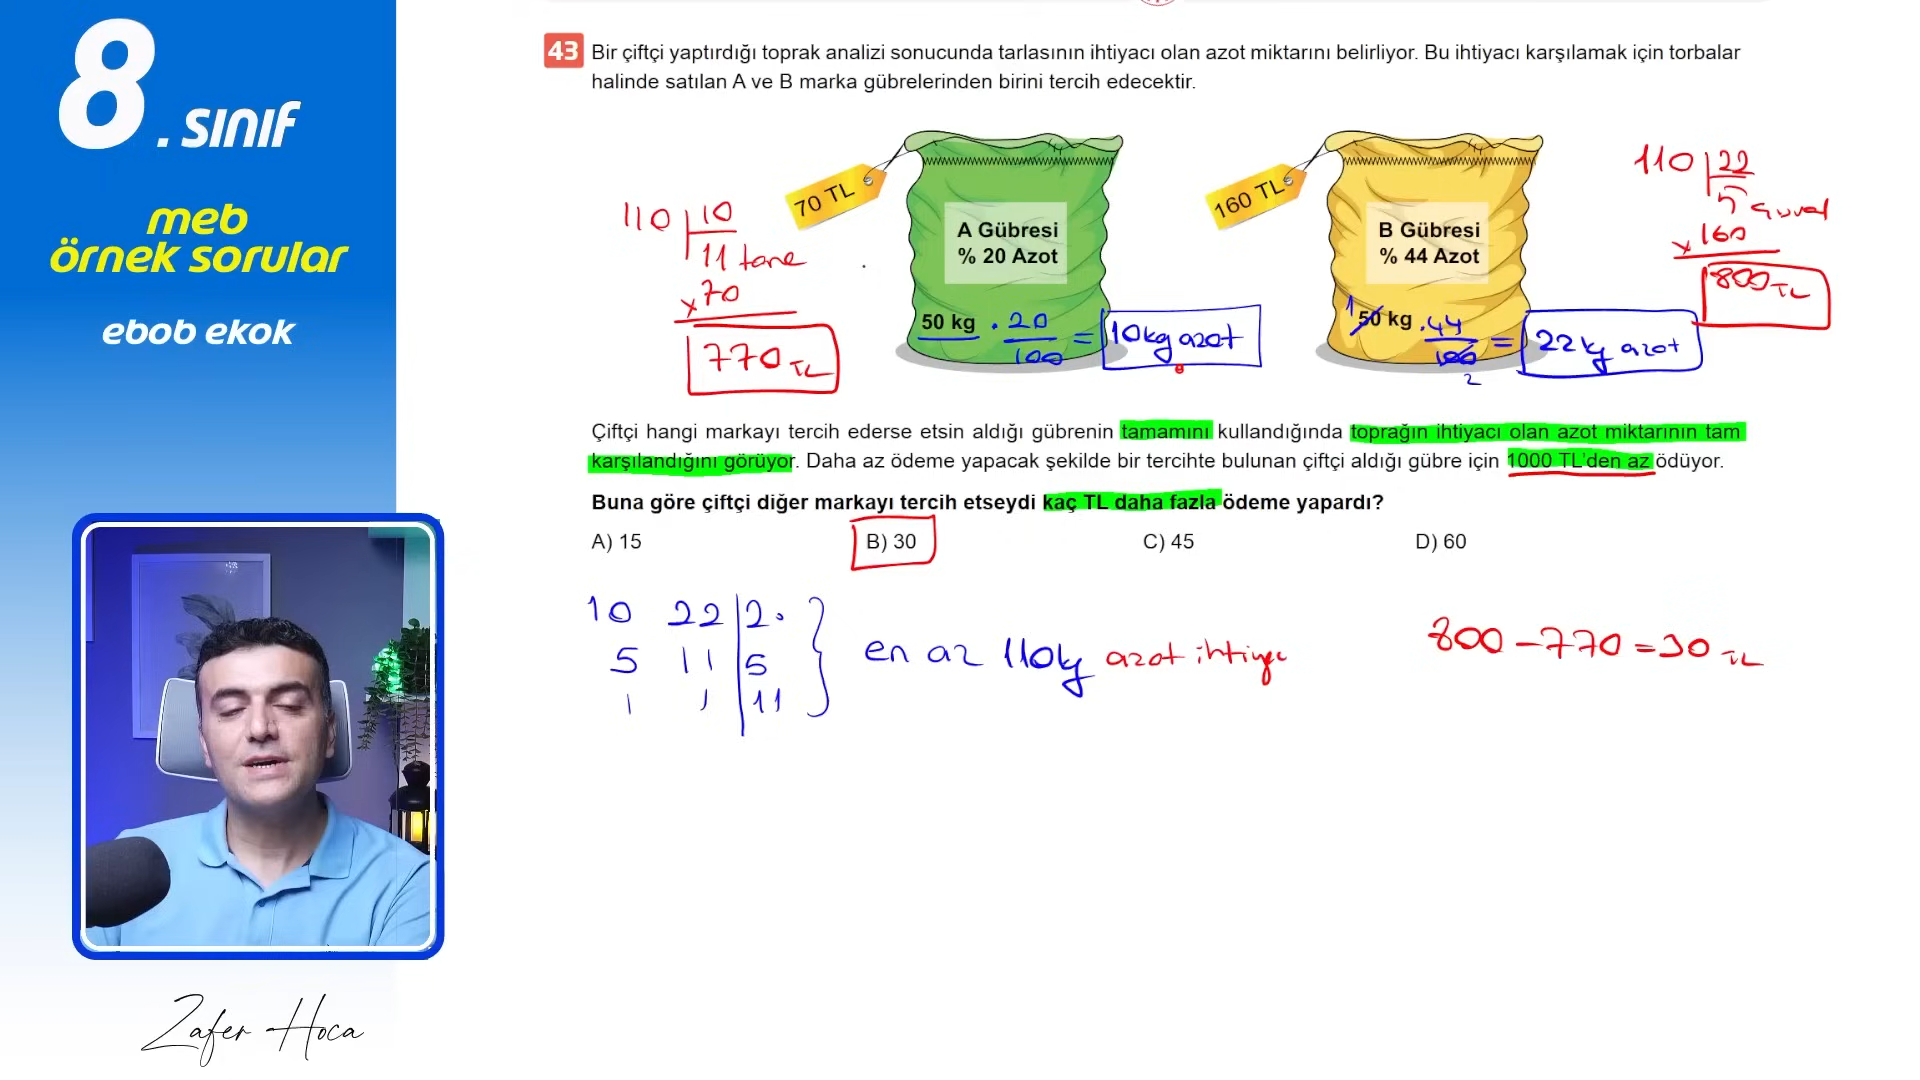 8. sınıf
meb
örnek sorular
ebob ekok
43 Bir çiftçi yaptırdığı toprak analizi sonucunda tarlasının ihtiyacı olan azot miktarını belirliyor. Bu ihtiyacı karşılamak için torbalar
halinde satılan A ve B marka gübrelerinden birini tercih edecektir.
110 10
11 tane
x 70
770 TL
70 TL
A Gübresi
% 20 Azot
50 kg . 20/100 = 10kg azot
160 TL
B Gübresi
% 44 Azot
1 50 kg . 44/100 2 = 22 kg azot
110 22
5 çuval
x 160
800 TL
Çiftçi hangi markayı tercih ederse etsin aldığı gübrenin tamamını kullandığında toprağın ihtiyacı olan azot miktarının tam
karşılandığını görüyor. Daha az ödeme yapacak şekilde bir tercihte bulunan çiftçi aldığı gübre için 1000 TL'den az ödüyor.
Buna göre çiftçi diğer markayı tercih etseydi kaç TL daha fazla ödeme yapardı?
A) 15 B) 30 C) 45 D) 60
10 22 2
5 11 5
1 1 11
en az 110kg azot ihtiyacı
800 - 770 = 30 TL
Zafer Hoca